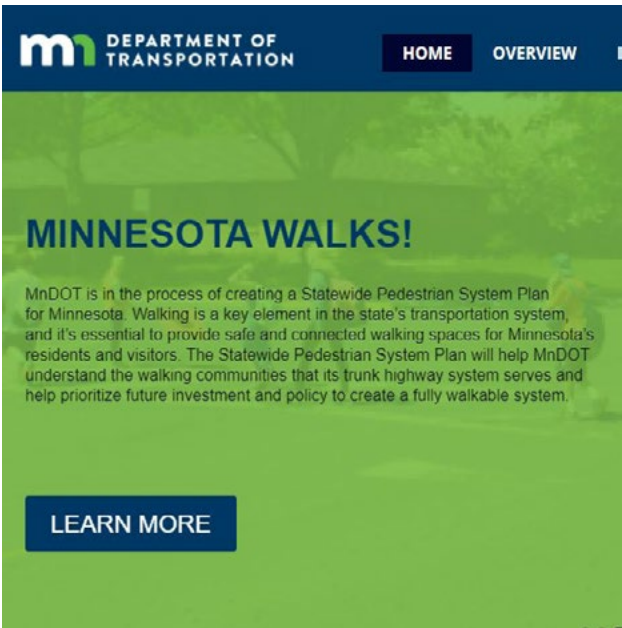 mn DEPARTMENT OF
TRANSPORTATION
HOME OVERVIEW
MINNESOTA WALKS!
MnDOT is in the process of creating a Statewide Pedestrian System Plan
for Minnesota. Walking is a key element in the state's transportation system,
and it's essential to provide safe and connected walking spaces for Minnesota's
residents and visitors. The Statewide Pedestrian System Plan will help MnDOT
understand the walking communities that its trunk highway system serves and
help prioritize future investment and policy to create a fully walkable system.
LEARN MORE